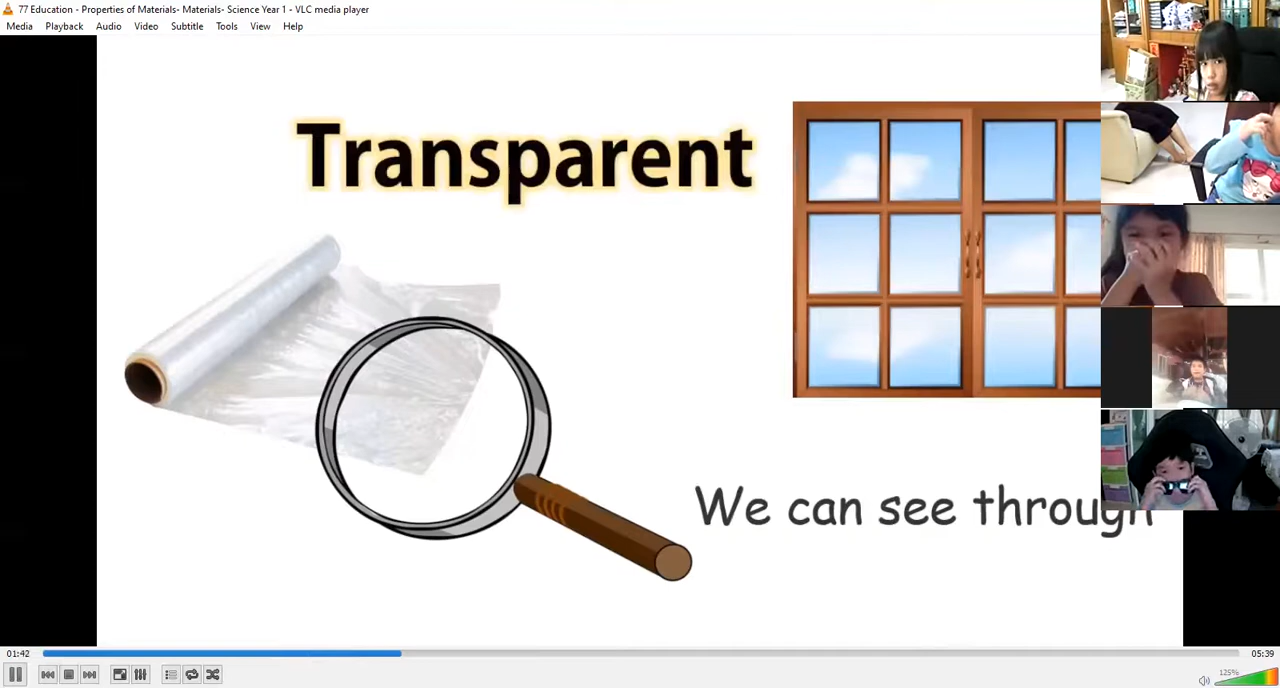 77 Education - Properties of Materials- Materials- Science Year 1 - VLC media player
Media Playback Audio Video Subtitle Tools View Help
Transparent
We can see through
01:42
05:39
125%